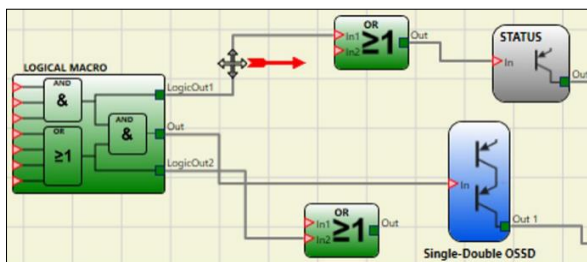 OR
In1
In2
≥1
Out
STATUS
In
Out
LOGICAL MACRO
AND
&
OR
≥1
AND
&
LogicOut1
Out
LogicOut2
In
Out 1
Single-Double OSSD
OR
In1
In2
≥1
Out